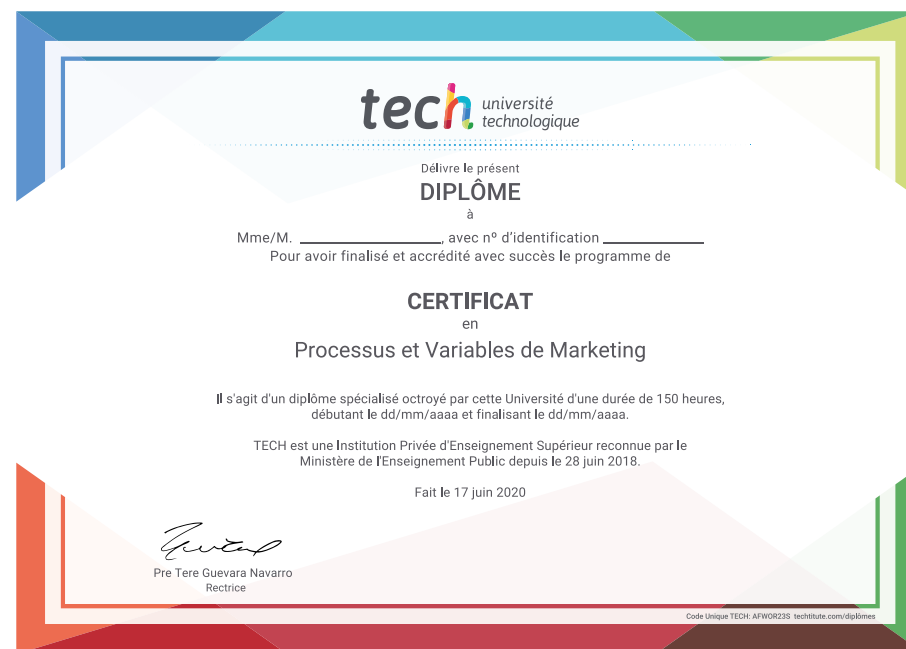 tech université
technologique
Délivre le présent
DIPLÔME
à
Mme/M. ____________________, avec nº d'identification ______________
Pour avoir finalisé et accrédité avec succès le programme de
CERTIFICAT
en
Processus et Variables de Marketing
Il s'agit d'un diplôme spécialisé octroyé par cette Université d'une durée de 150 heures,
débutant le dd/mm/aaaa et finalisant le dd/mm/aaaa.
TECH est une Institution Privée d'Enseignement Supérieur reconnue par le
Ministère de l'Enseignement Public depuis le 28 juin 2018.
Fait le 17 juin 2020
Pre Tere Guevara Navarro
Rectrice
Code Unique TECH: AFWOR23S techtitute.com/diplômes